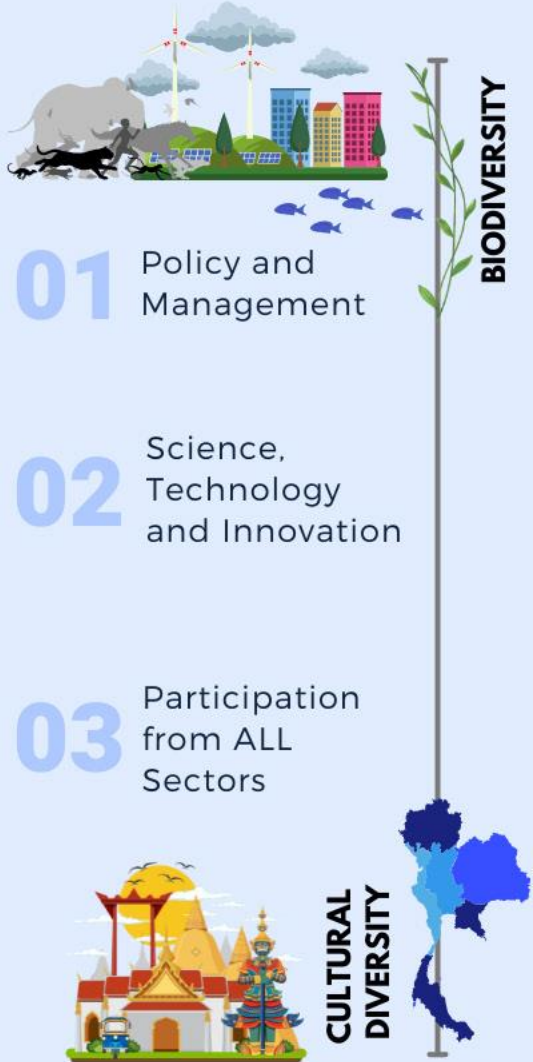 BIODIVERSITY
01
Policy and
Management
02
Science,
Technology
and Innovation
03
Participation
from ALL
Sectors
CULTURAL
DIVERSITY